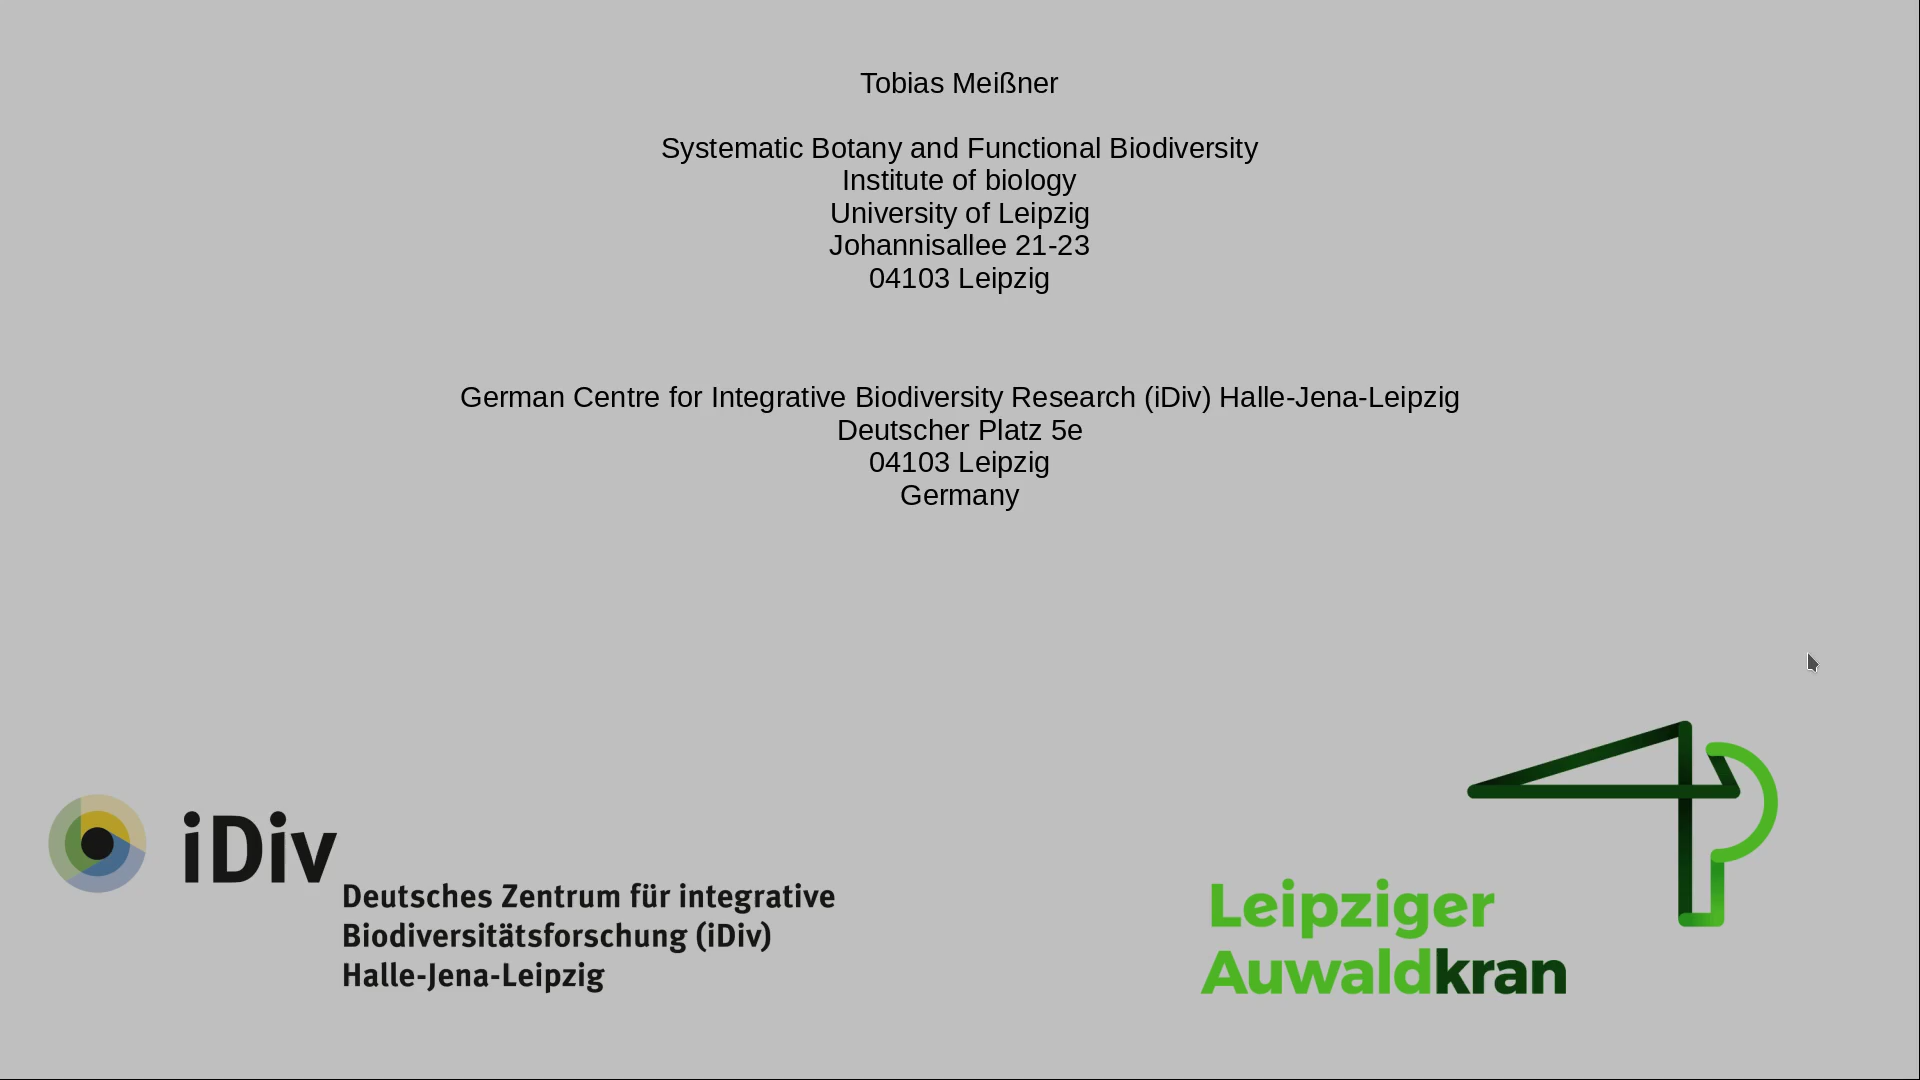 Tobias Meißner
Systematic Botany and Functional Biodiversity
Institute of biology
University of Leipzig
Johannisallee 21-23
04103 Leipzig
German Centre for Integrative Biodiversity Research (iDiv) Halle-Jena-Leipzig
Deutscher Platz 5e
04103 Leipzig
Germany
iDiv
Deutsches Zentrum für integrative
Biodiversitätsforschung (iDiv)
Halle-Jena-Leipzig
Leipziger
Auwaldkran